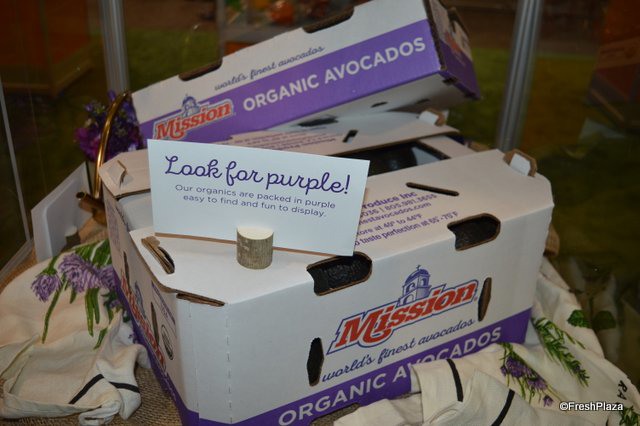 world's finest avocados
Mission
ORGANIC AVOCADOS
Look for purple!
Our organics are packed in purple
easy to find and fun to display.
Mission
world's finest avocados
ORGANIC AVOCADOS
©FreshPlaza